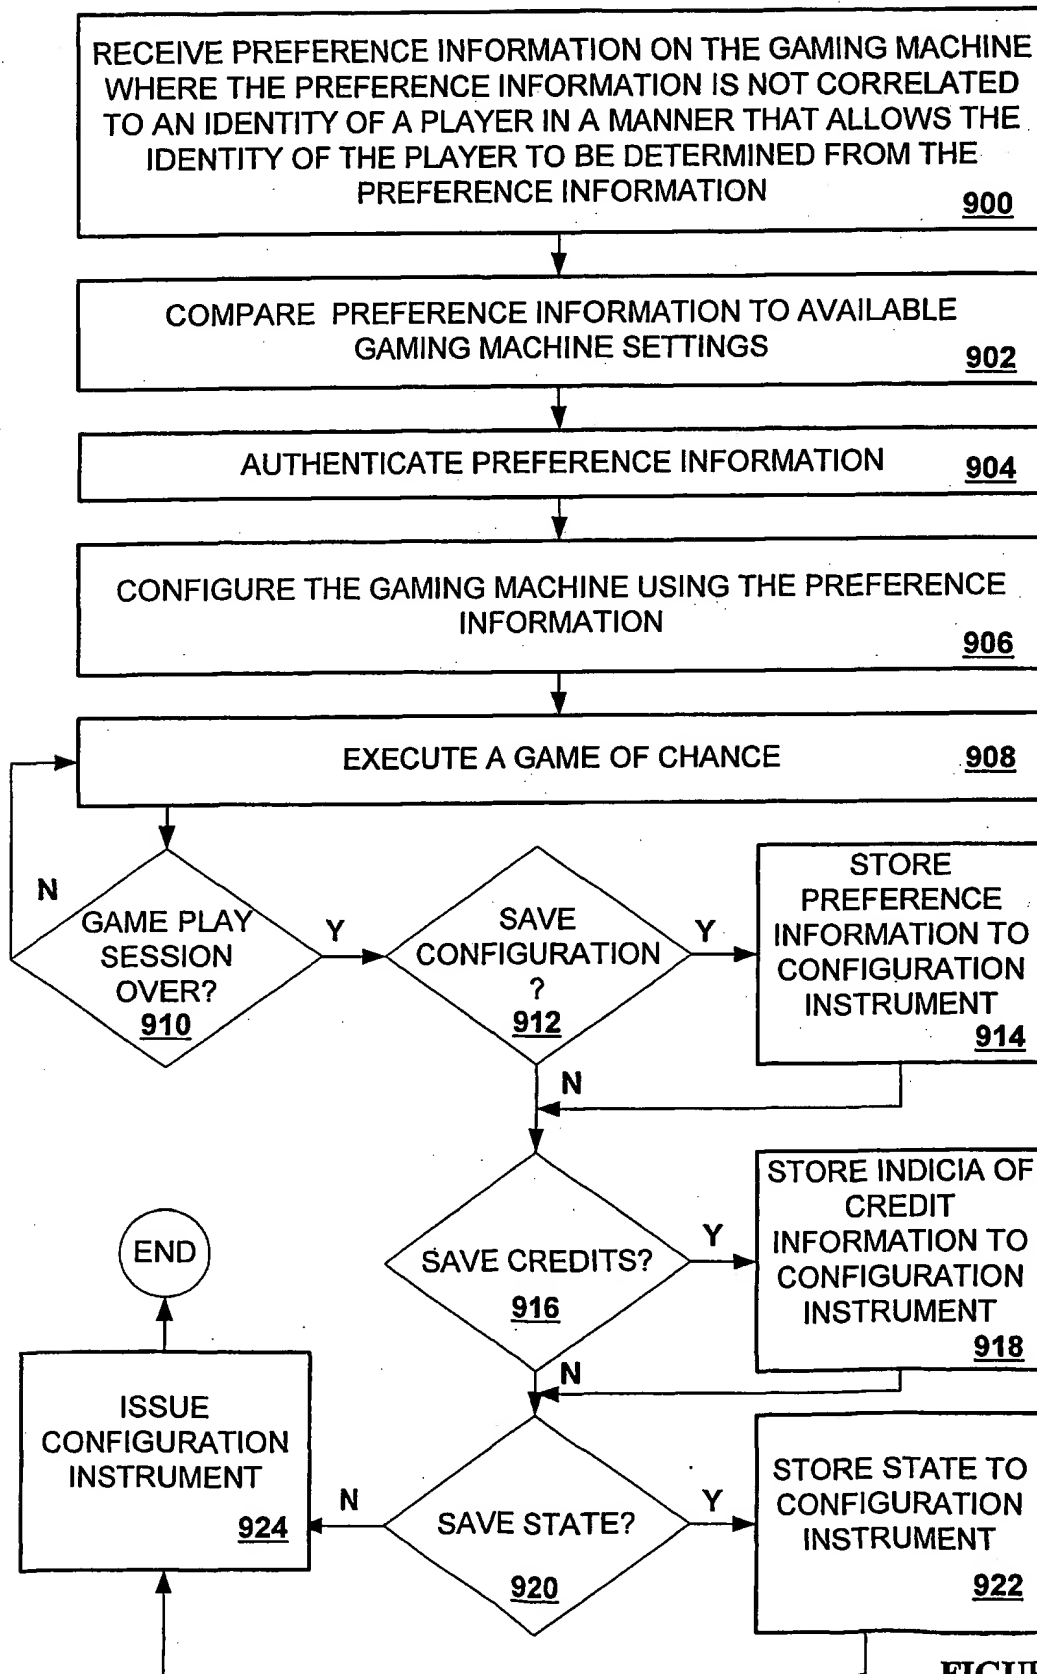 RECEIVE PREFERENCE INFORMATION ON THE GAMING MACHINE
WHERE THE PREFERENCE INFORMATION IS NOT CORRELATED
TO AN IDENTITY OF A PLAYER IN A MANNER THAT ALLOWS THE
IDENTITY OF THE PLAYER TO BE DETERMINED FROM THE
PREFERENCE INFORMATION
900
COMPARE PREFERENCE INFORMATION TO AVAILABLE
GAMING MACHINE SETTINGS
902
AUTHENTICATE PREFERENCE INFORMATION
904
CONFIGURE THE GAMING MACHINE USING THE PREFERENCE
INFORMATION
906
EXECUTE A GAME OF CHANCE
908
N
GAME PLAY
SESSION
OVER?
910
Y
SAVE
CONFIGURATION
?
912
Y
STORE
PREFERENCE
INFORMATION TO
CONFIGURATION
INSTRUMENT
914
N
SAVE CREDITS?
916
Y
STORE INDICIA OF
CREDIT
INFORMATION TO
CONFIGURATION
INSTRUMENT
918
N
SAVE STATE?
920
Y
STORE STATE TO
CONFIGURATION
INSTRUMENT
922
N
ISSUE
CONFIGURATION
INSTRUMENT
924
END